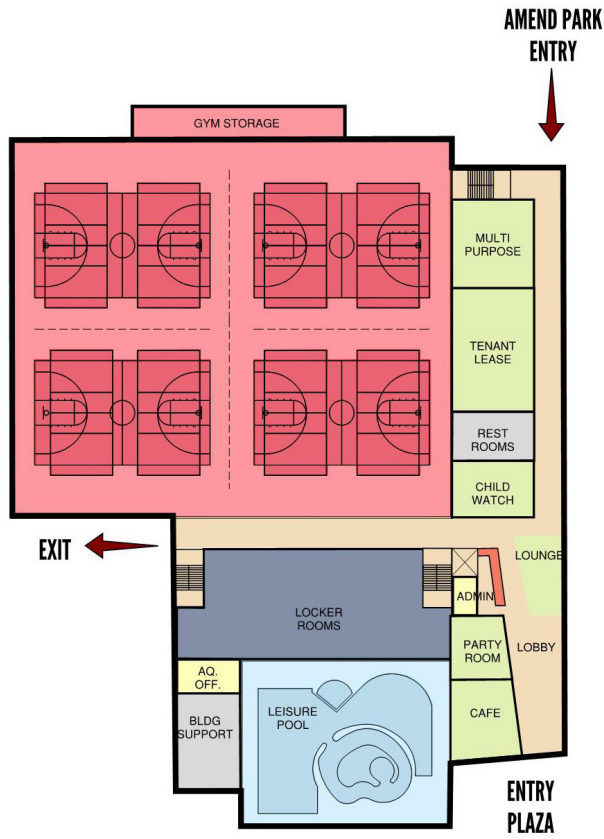 AMEND PARK
ENTRY
GYM STORAGE
MULTI
PURPOSE
TENANT
LEASE
REST
ROOMS
CHILD
WATCH
EXIT
LOUNGE
ADMIN
LOCKER
ROOMS
PARTY
ROOM
LOBBY
AQ.
OFF.
LEISURE
POOL
BLDG
SUPPORT
CAFE
ENTRY
PLAZA